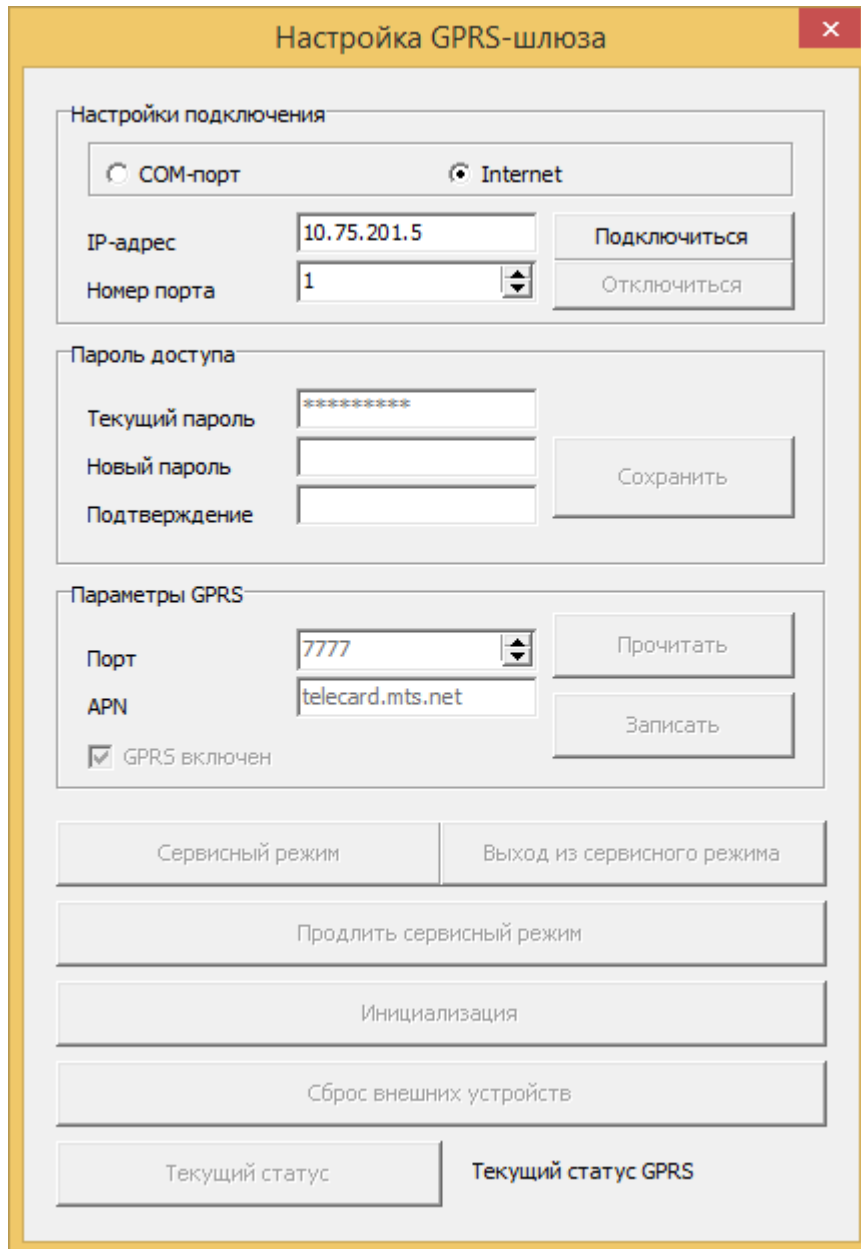 Настройка GPRS-шлюза
Настройки подключения
COM-порт Internet
IP-адрес 10.75.201.5 Подключиться
Номер порта 1 Отключиться
Пароль доступа
Текущий пароль *********
Новый пароль
Сохранить
Подтверждение
Параметры GPRS
Порт 7777 Прочитать
APN telecard.mts.net
Записать
GPRS включен
Сервисный режим Выход из сервисного режима
Продлить сервисный режим
Инициализация
Сброс внешних устройств
Текущий статус Текущий статус GPRS